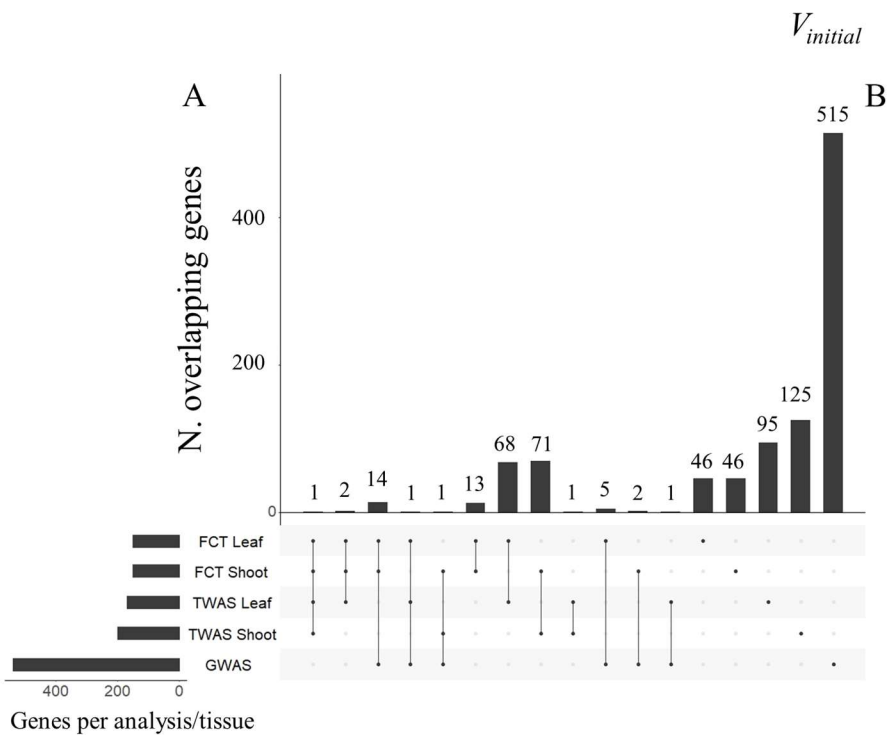 V initial
A
B
N. overlapping genes
400
200
0
1 2 14 1 1 13 68 71 1 5 2 1 46 46 95 125 515
FCT Leaf
FCT Shoot
TWAS Leaf
TWAS Shoot
GWAS
400 200 0
Genes per analysis/tissue